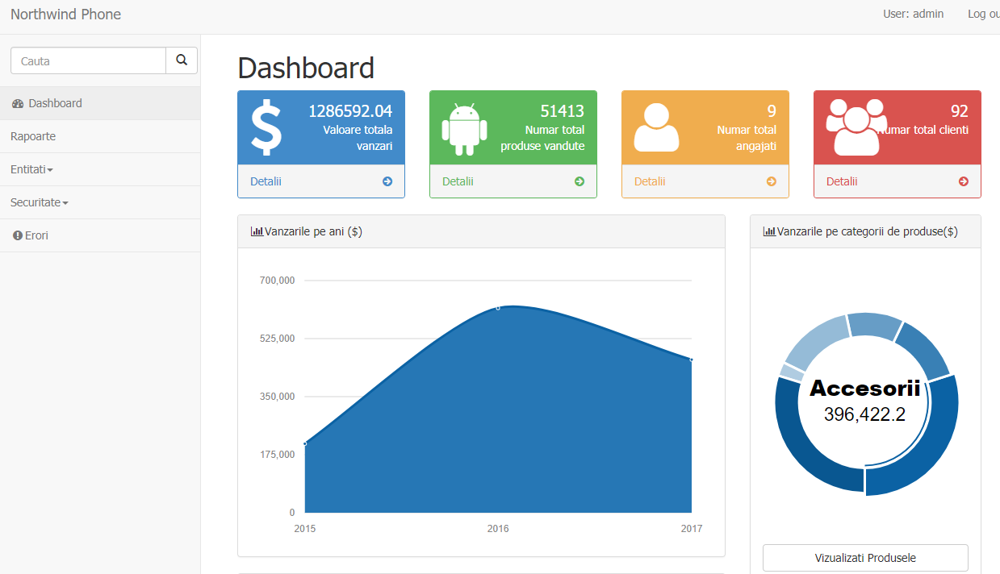 Northwind Phone
User: admin
Log ou
Cauta
Dashboard
Rapoarte
Entitati
Securitate
Erori
Dashboard
1286592.04
Valoare totala
vanzari
Detalii
51413
Numar total
produse vandute
Detalii
9
Numar total
angajati
Detalii
92
Numar total clienti
Detalii
Vanzarile pe ani ($)
700,000
525,000
350,000
175,000
0
2015
2016
2017
Vanzarile pe categorii de produse($)
Accesorii
396,422.2
Vizualizati Produsele